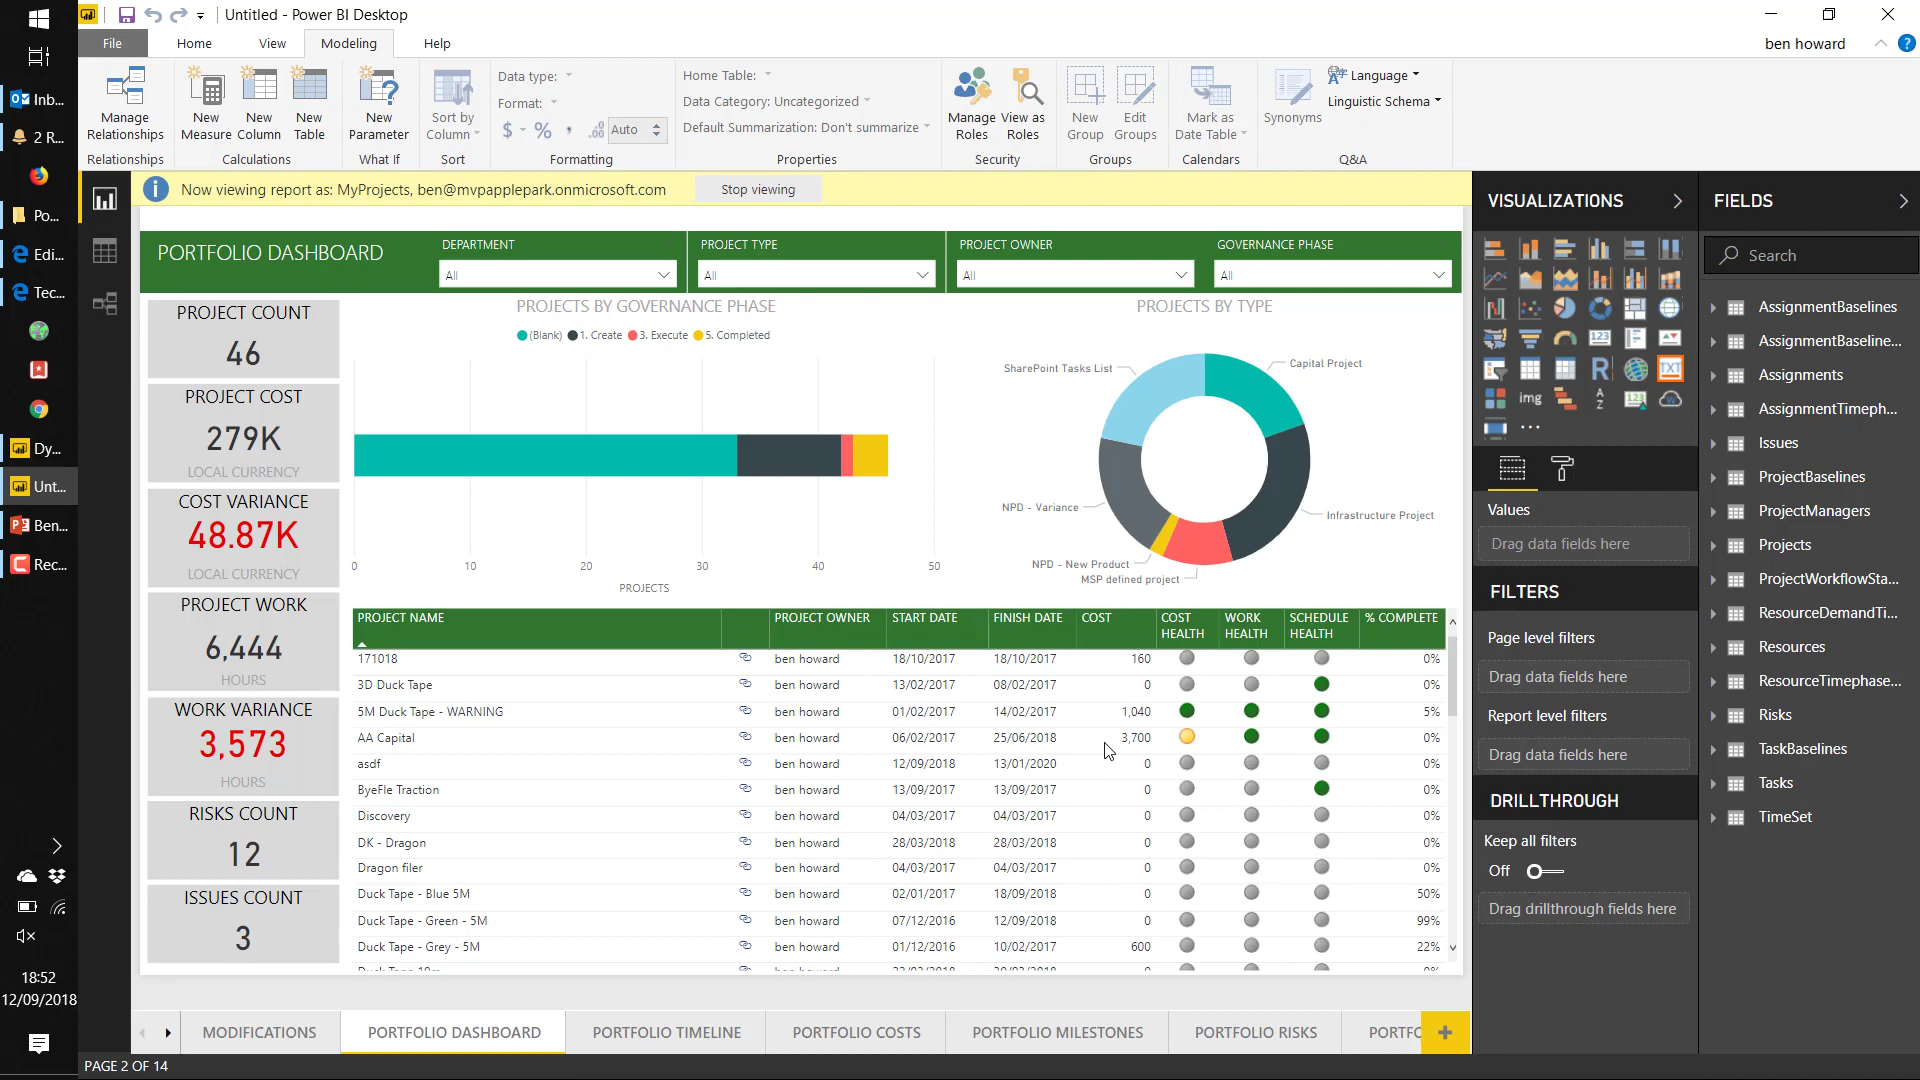 Untitled - Power BI Desktop
File
Home
View
Modeling
Help
ben howard
?
Manage Relationships
New Measure
New Column
New Table
New Parameter
Sort by Column
Data type:
Format:
$ % , .00 Auto
Home Table:
Data Category: Uncategorized
Default Summarization: Don't summarize
Manage Roles
View as Roles
New Group
Edit Groups
Mark as Date Table
Synonyms
Language
Linguistic Schema
Relationships
Calculations
What If
Sort
Formatting
Properties
Security
Groups
Calendars
Q&A
Inb...
2 R...
Po...
Edi...
Tec...
Dy...
Unt...
Ben...
Rec...
18:52
12/09/2018
Now viewing report as: MyProjects, ben@mvpapplepark.onmicrosoft.com
Stop viewing
PORTFOLIO DASHBOARD
DEPARTMENT
All
PROJECT TYPE
All
PROJECT OWNER
All
GOVERNANCE PHASE
All
PROJECT COUNT
46
PROJECT COST
279K
LOCAL CURRENCY
COST VARIANCE
48.87K
LOCAL CURRENCY
PROJECT WORK
6,444
HOURS
WORK VARIANCE
3,573
HOURS
RISKS COUNT
12
ISSUES COUNT
3
PROJECTS BY GOVERNANCE PHASE
(Blank) 1. Create 3. Execute 5. Completed
0 10 20 30 40 50
PROJECTS
PROJECTS BY TYPE
SharePoint Tasks List
Capital Project
NPD - Variance
Infrastructure Project
NPD - New Product
MSP defined project
PROJECT NAME PROJECT OWNER START DATE FINISH DATE COST COST HEALTH WORK HEALTH SCHEDULE HEALTH % COMPLETE
171018 ben howard 18/10/2017 18/10/2017 160 0%
3D Duck Tape ben howard 13/02/2017 08/02/2017 0 0%
5M Duck Tape - WARNING ben howard 01/02/2017 14/02/2017 1,040 5%
AA Capital ben howard 06/02/2017 25/06/2018 3,700 0%
asdf ben howard 12/09/2018 13/01/2020 0 0%
ByeFle Traction ben howard 13/09/2017 13/09/2017 0 0%
Discovery ben howard 04/03/2017 04/03/2017 0 0%
DK - Dragon ben howard 28/03/2018 28/03/2018 0 0%
Dragon filer ben howard 04/03/2017 04/03/2017 0 0%
Duck Tape - Blue 5M ben howard 02/01/2017 18/09/2018 0 50%
Duck Tape - Green - 5M ben howard 07/12/2016 12/09/2018 0 99%
Duck Tape - Grey - 5M ben howard 01/12/2016 10/02/2017 600 22%
MODIFICATIONS
PORTFOLIO DASHBOARD
PORTFOLIO TIMELINE
PORTFOLIO COSTS
PORTFOLIO MILESTONES
PORTFOLIO RISKS
PORTFC
PAGE 2 OF 14
VISUALIZATIONS
123
R
TXT
img
A
Z
123
...
Values
Drag data fields here
FILTERS
Page level filters
Drag data fields here
Report level filters
Drag data fields here
DRILLTHROUGH
Keep all filters
Off
Drag drillthrough fields here
FIELDS
Search
AssignmentBaselines
AssignmentBaseline...
Assignments
AssignmentTimeph...
Issues
ProjectBaselines
ProjectManagers
Projects
ProjectWorkflowSta...
ResourceDemandTi...
Resources
ResourceTimephase...
Risks
TaskBaselines
Tasks
TimeSet